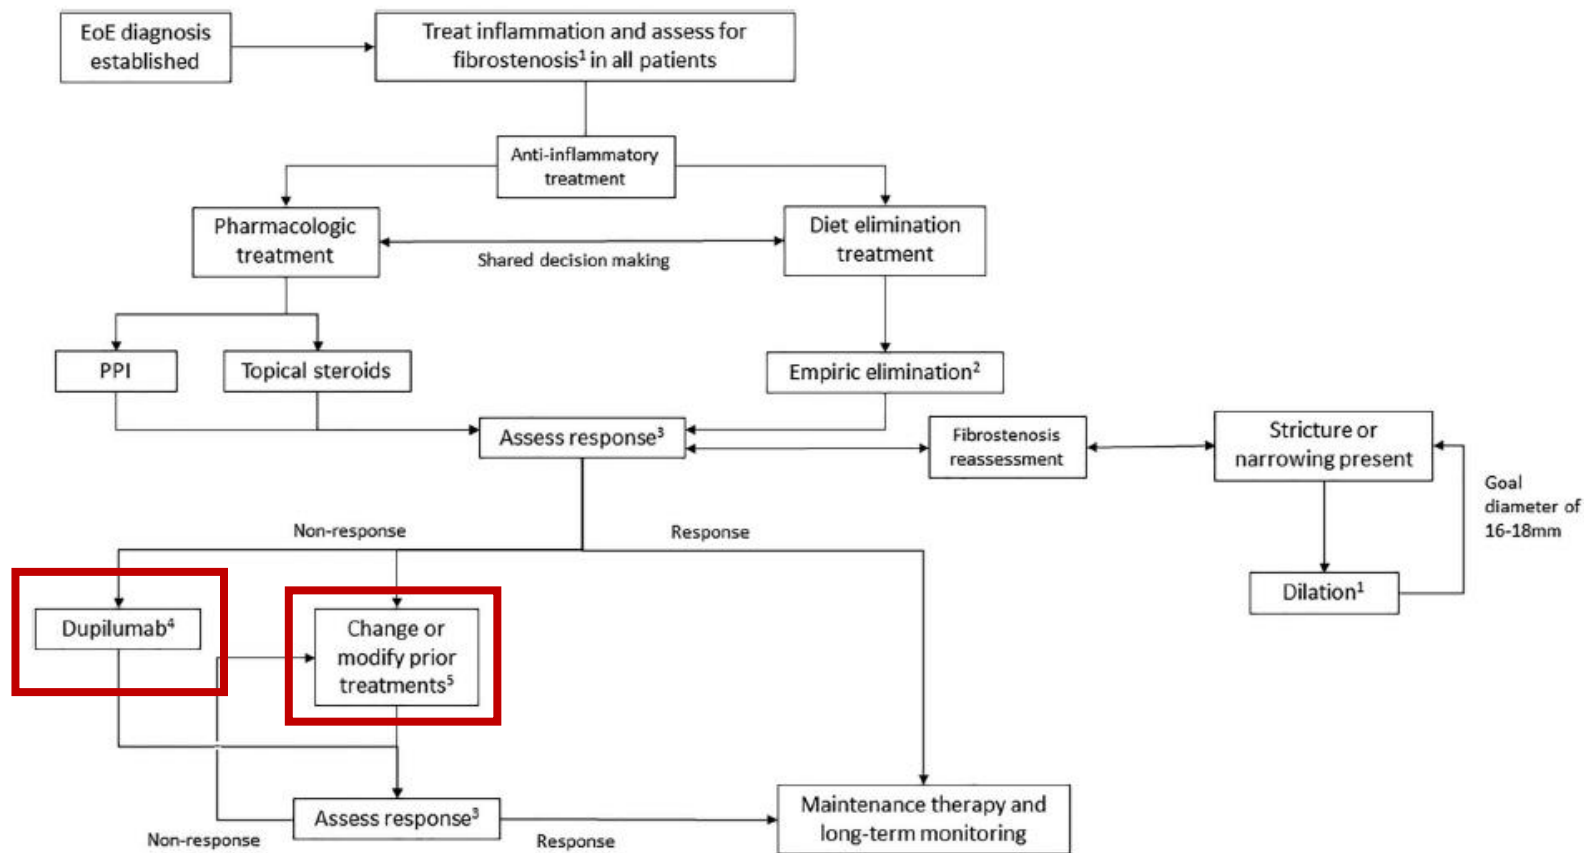 EoE diagnosis
established
Treat inflammation and assess for
fibrostenosis¹ in all patients
Anti-inflammatory
treatment
Pharmacologic
treatment
Shared decision making
Diet elimination
treatment
PPI
Topical steroids
Empiric elimination²
Assess response³
Fibrostenosis
reassessment
Stricture or
narrowing present
Goal
diameter of
16-18mm
Dilation¹
Non-response
Response
Dupilumab⁴
Change or
modify prior
treatments⁵
Assess response³
Non-response
Response
Maintenance therapy and
long-term monitoring